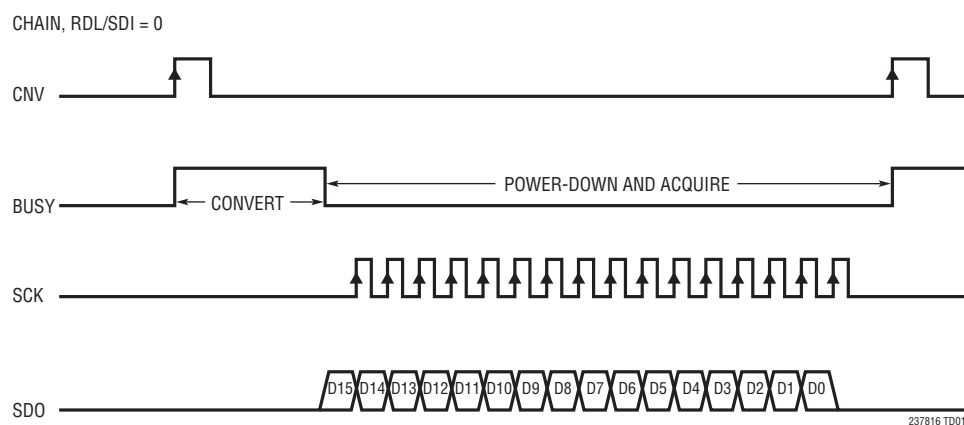 CHAIN, RDL/SDI = 0
CNV
BUSY
CONVERT
POWER-DOWN AND ACQUIRE
SCK
SDO
D15 D14 D13 D12 D11 D10 D9 D8 D7 D6 D5 D4 D3 D2 D1 D0
237816 TD01